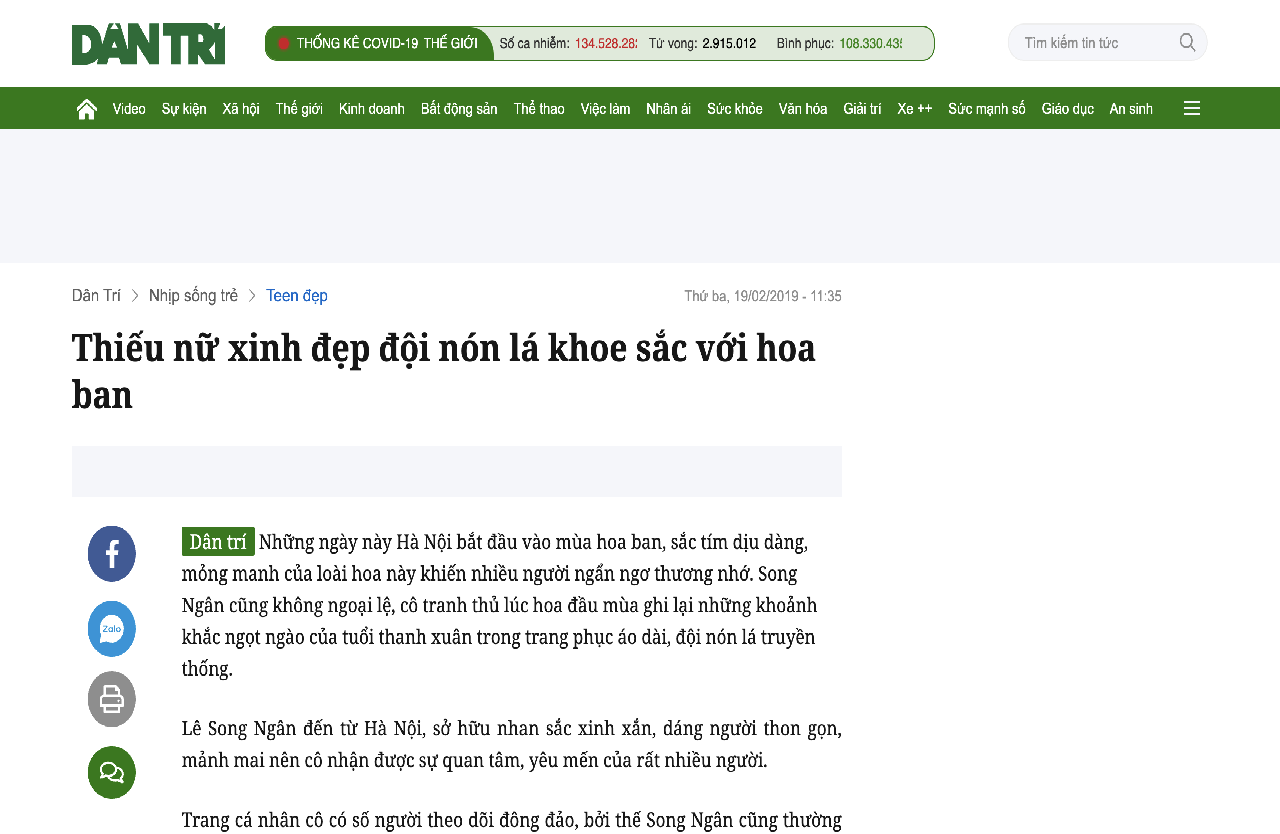 DÂN TRÍ
THỐNG KÊ COVID-19 THẾ GIỚI Số ca nhiễm: 134.528.28 Tử vong: 2.915.012 Bình phục: 108.330.43
Tìm kiếm tin tức
Video Sự kiện Xã hội Thế giới Kinh doanh Bất động sản Thể thao Việc làm Nhân ái Sức khỏe Văn hóa Giải trí Xe ++ Sức mạnh số Giáo dục An sinh
Dân Trí > Nhịp sống trẻ > Teen đẹp
Thứ ba, 19/02/2019 - 11:35
Thiếu nữ xinh đẹp đội nón lá khoe sắc với hoa
ban
Dân trí Những ngày này Hà Nội bắt đầu vào mùa hoa ban, sắc tím dịu dàng,
mỏng manh của loài hoa này khiến nhiều người ngẩn ngơ thương nhớ. Song
Ngân cũng không ngoại lệ, cô tranh thủ lúc hoa đầu mùa ghi lại những khoảnh
khắc ngọt ngào của tuổi thanh xuân trong trang phục áo dài, đội nón lá truyền
thống.
Zalo
Lê Song Ngân đến từ Hà Nội, sở hữu nhan sắc xinh xắn, dáng người thon gọn,
mảnh mai nên cô nhận được sự quan tâm, yêu mến của rất nhiều người.
Trang cá nhân cô có số người theo dõi đông đảo, bởi thế Song Ngân cũng thường